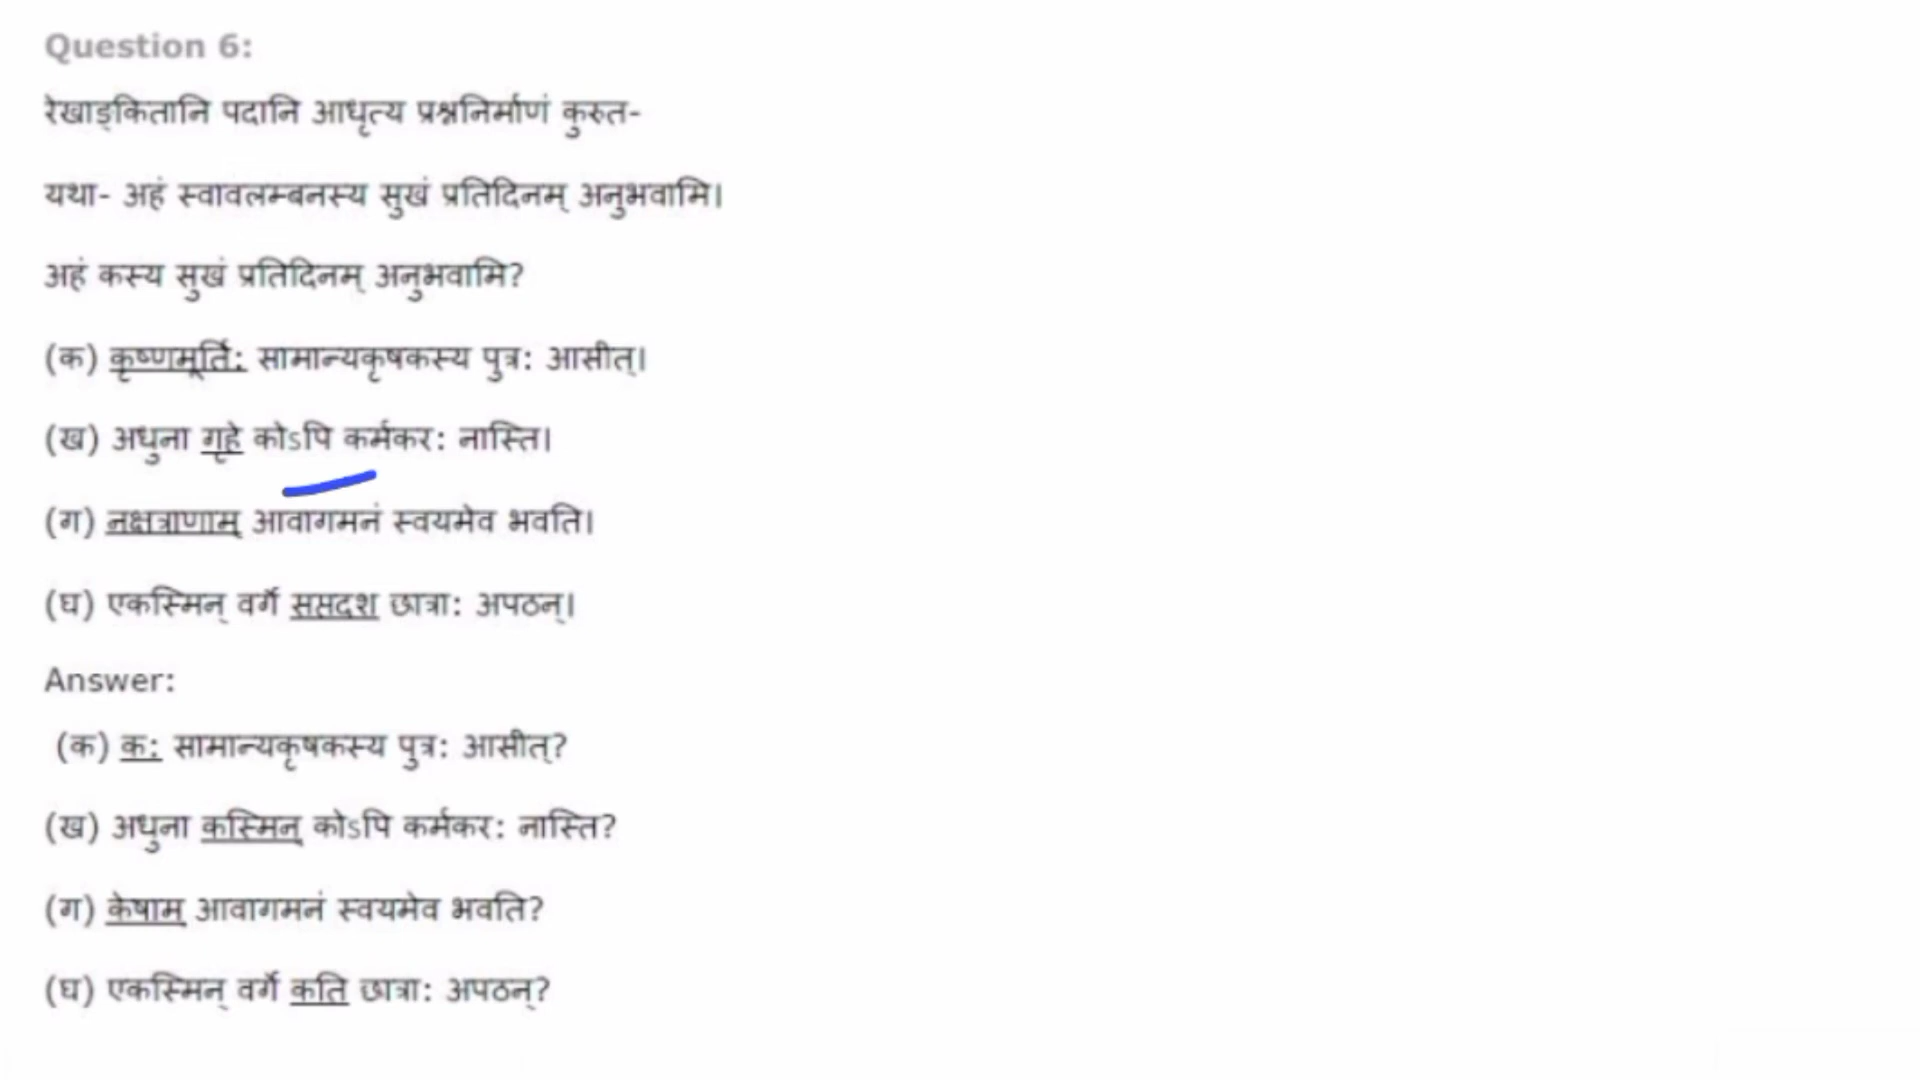 Question 6:
रेखाङ्कितानि पदानि आधृत्य प्रश्ननिर्माणं कुरुत-
यथा- अहं स्वावलम्बनस्य सुखं प्रतिदिनम् अनुभवामि।
अहं कस्य सुखं प्रतिदिनम् अनुभवामि?
(क) कृष्णमूर्ति: सामान्यकृषकस्य पुत्र: आसीत्।
(ख) अधुना गृहे कोऽपि कर्मकर: नास्ति।
(ग) नक्षत्राणाम् आवागमनं स्वयमेव भवति।
(घ) एकस्मिन् वर्गे सप्तदश छात्रा: अपठन्।
Answer:
(क) क: सामान्यकृषकस्य पुत्र: आसीत्?
(ख) अधुना कस्मिन् कोऽपि कर्मकर: नास्ति?
(ग) केषाम् आवागमनं स्वयमेव भवति?
(घ) एकस्मिन् वर्गे कति छात्रा: अपठन्?